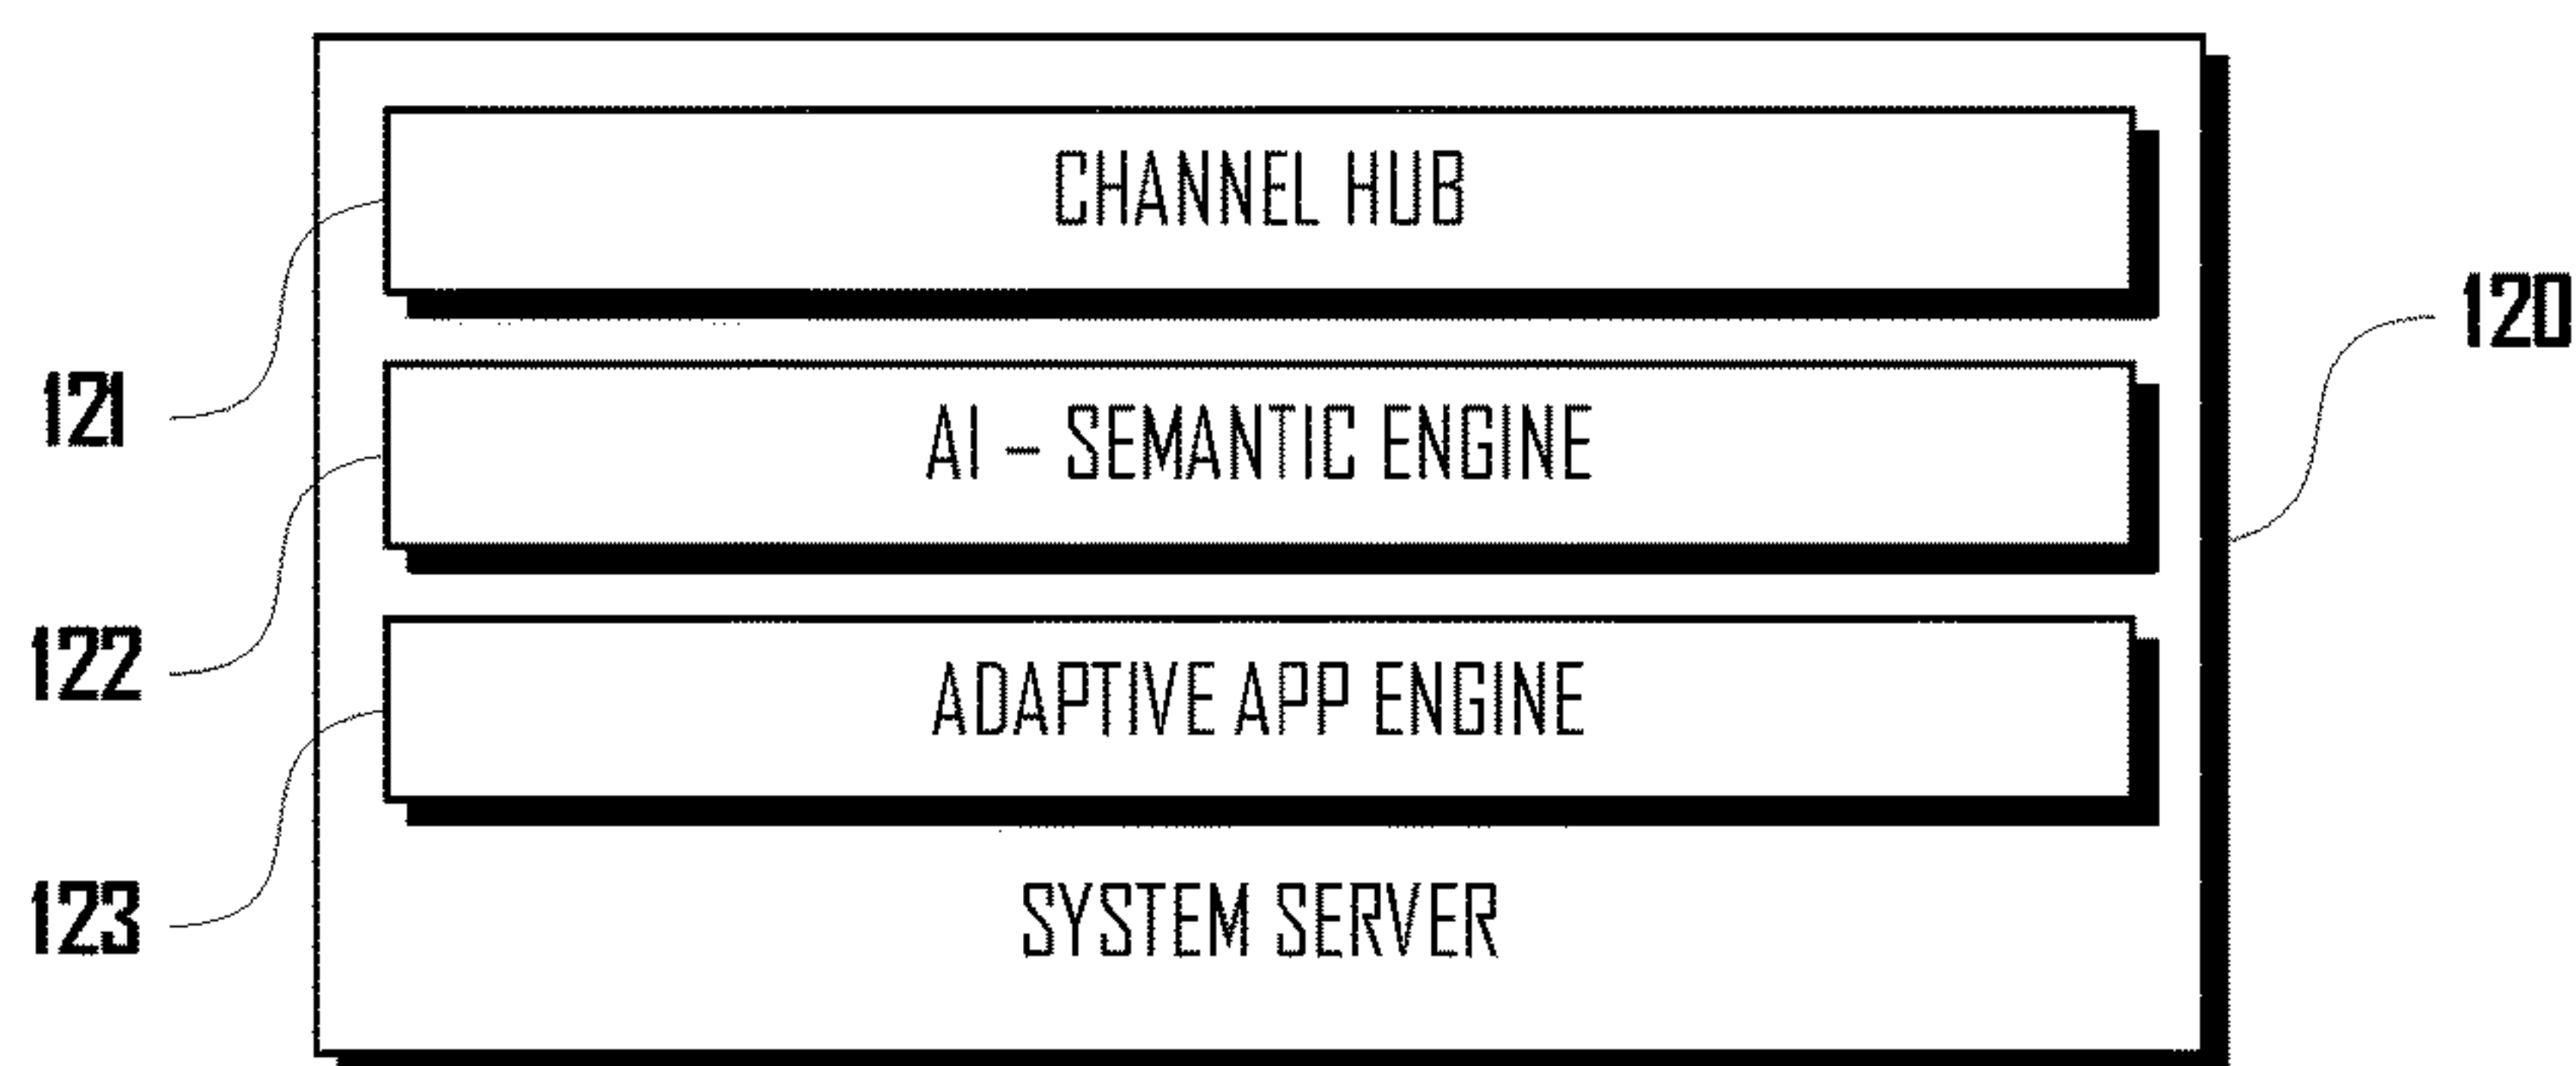 CHANNEL HUB
120
121
AI – SEMANTIC ENGINE
122
ADAPTIVE APP ENGINE
123
SYSTEM SERVER